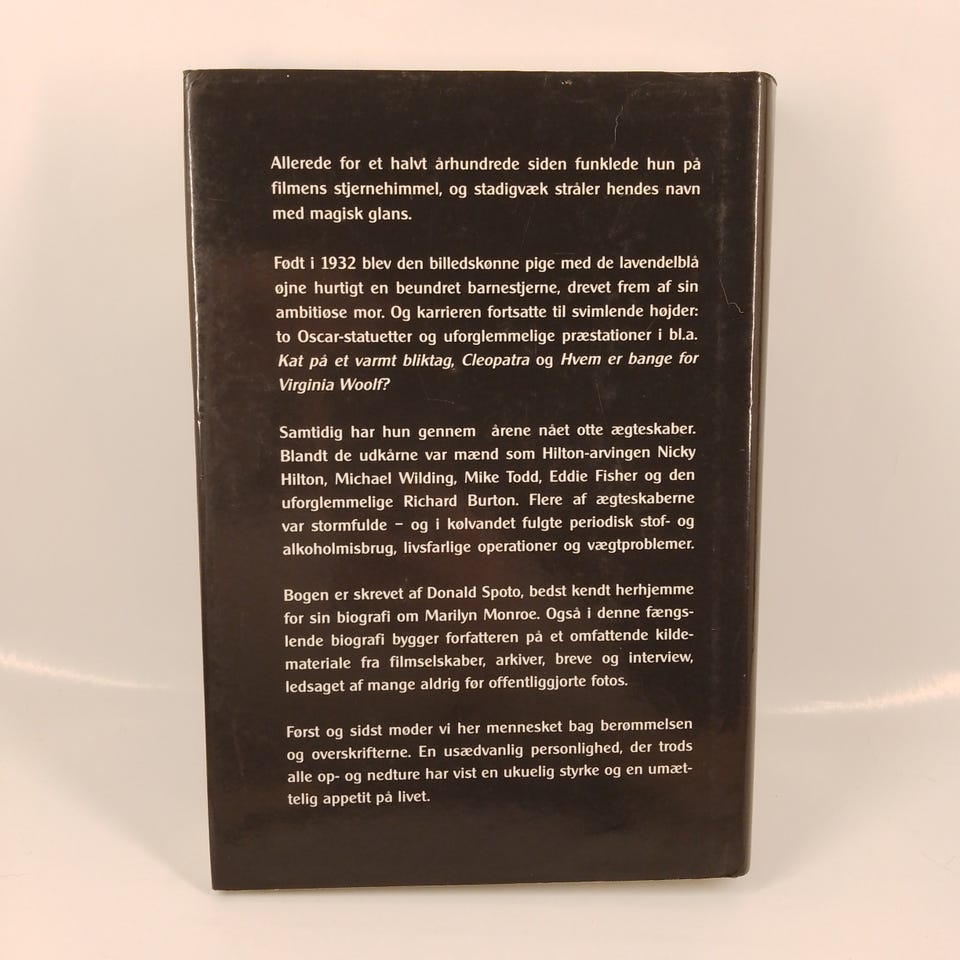 Allerede for et halvt århundrede siden funklede hun på
filmens stjernehimmel, og stadigvæk stråler hendes navn
med magisk glans.
Født i 1932 blev den billedskønne pige med de lavendelblå
øjne hurtigt en beundret barnestjerne, drevet frem af sin
ambitiøse mor. Og karrieren fortsatte til svimlende højder:
to Oscar-statuetter og uforglemmelige præstationer i bl.a.
Kat på et varmt bliktag, Cleopatra og Hvem er bange for
Virginia Woolf?
Samtidig har hun gennem årene nået otte ægteskaber.
Blandt de udkårne var mænd som Hilton-arvingen Nicky
Hilton, Michael Wilding, Mike Todd, Eddie Fisher og den
uforglemmelige Richard Burton. Flere af ægteskaberne
var stormfulde – og i kølvandet fulgte periodisk stof- og
alkoholmisbrug, livsfarlige operationer og vægtproblemer.
Bogen er skrevet af Donald Spoto, bedst kendt herhjemme
for sin biografi om Marilyn Monroe. Også i denne fængs-
lende biografi bygger forfatteren på et omfattende kilde-
materiale fra filmselskaber, arkiver, breve og interview,
ledsaget af mange aldrig før offentliggjorte fotos.
Først og sidst møder vi her mennesket bag berømmelsen
og overskrifterne. En usædvanlig personlighed, der trods
alle op- og nedture har vist en ukuelig styrke og en umæt-
telig appetit på livet.